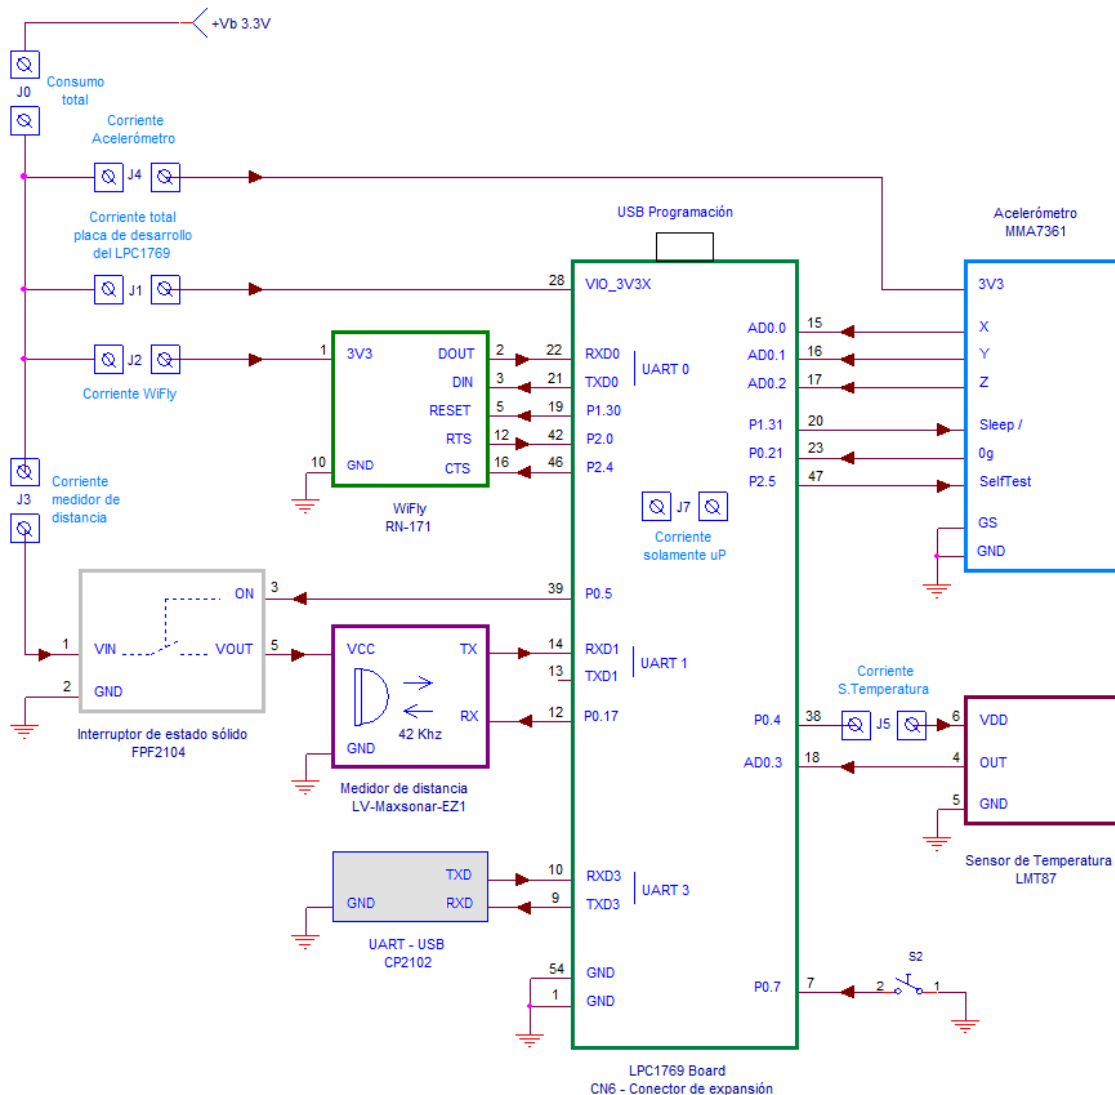 +Vb 3.3V
J0
Consumo
total
Corriente
Acelerómetro
J4
Corriente total
placa de desarrollo
del LPC1769
J1
J2
Corriente WiFly
J3
Corriente
medidor de
distancia
USB Programación
Acelerómetro
MMA7361
28 VIO_3V3X
3V3
1 3V3 DOUT 2 22 RXD0
DIN 3 21 TXD0
UART 0
RESET 5 19 P1.30
RTS 12 42 P2.0
10 GND CTS 16 46 P2.4
WiFly
RN-171
AD0.0 15 X
AD0.1 16 Y
AD0.2 17 Z
P1.31 20 Sleep /
P0.21 23 0g
P2.5 47 SelfTest
GS
GND
J7
Corriente
solamente uP
ON 3 39 P0.5
1 VIN VOUT 5
2 GND
Interruptor de estado sólido
FPF2104
VCC TX 14 RXD1
13 TXD1
UART 1
RX 12 P0.17
42 Khz
GND
Medidor de distancia
LV-Maxsonar-EZ1
Corriente
S.Temperatura
P0.4 38 J5 6 VDD
AD0.3 18 4 OUT
5 GND
Sensor de Temperatura
LMT87
TXD 10 RXD3
GND RXD 9 TXD3
UART 3
UART - USB
CP2102
54 GND
1 GND
S2
P0.7 7 2 1
LPC1769 Board
CN6 - Conector de expansión